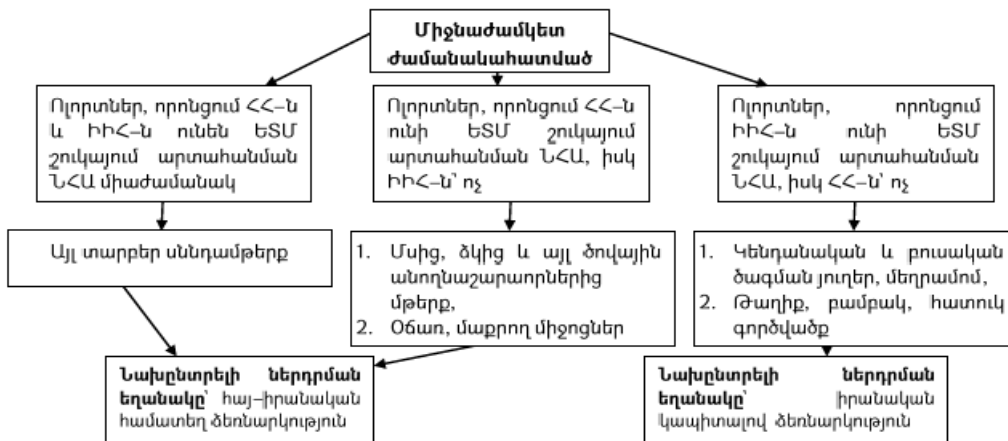 Միջնաժամկետ
ժամանակահատված
Ոլորտներ, որոնցում ՀՀ–ն
և ԻԻՀ–ն ունեն ԵՏՄ
շուկայում արտահանման
ՆՀԱ միաժամանակ
Ոլորտներ, որոնցում ՀՀ–ն
ունի ԵՏՄ շուկայում
արտահանման ՆՀԱ, իսկ
ԻԻՀ–ն՝ ոչ
Ոլորտներ, որոնցում
ԻԻՀ–ն ունի ԵՏՄ
շուկայում արտահանման
ՆՀԱ, իսկ ՀՀ–ն՝ ոչ
Այլ տարբեր սննդամթերք
1. Մսից, ձկից և այլ ծովային
անողնաշարաորներից
մթերք,
2. Օճառ, մաքրող միջոցներ
1. Կենդանական և բուսական
ծագման յուղեր, մեղրամոմ,
2. Թաղիք, բամբակ, հատուկ
գործվածք
Նախընտրելի ներդրման
եղանակը՝ հայ–իրանական
համատեղ ձեռնարկություն
Նախընտրելի ներդրման
եղանակը՝ իրանական
կապիտալով ձեռնարկություն